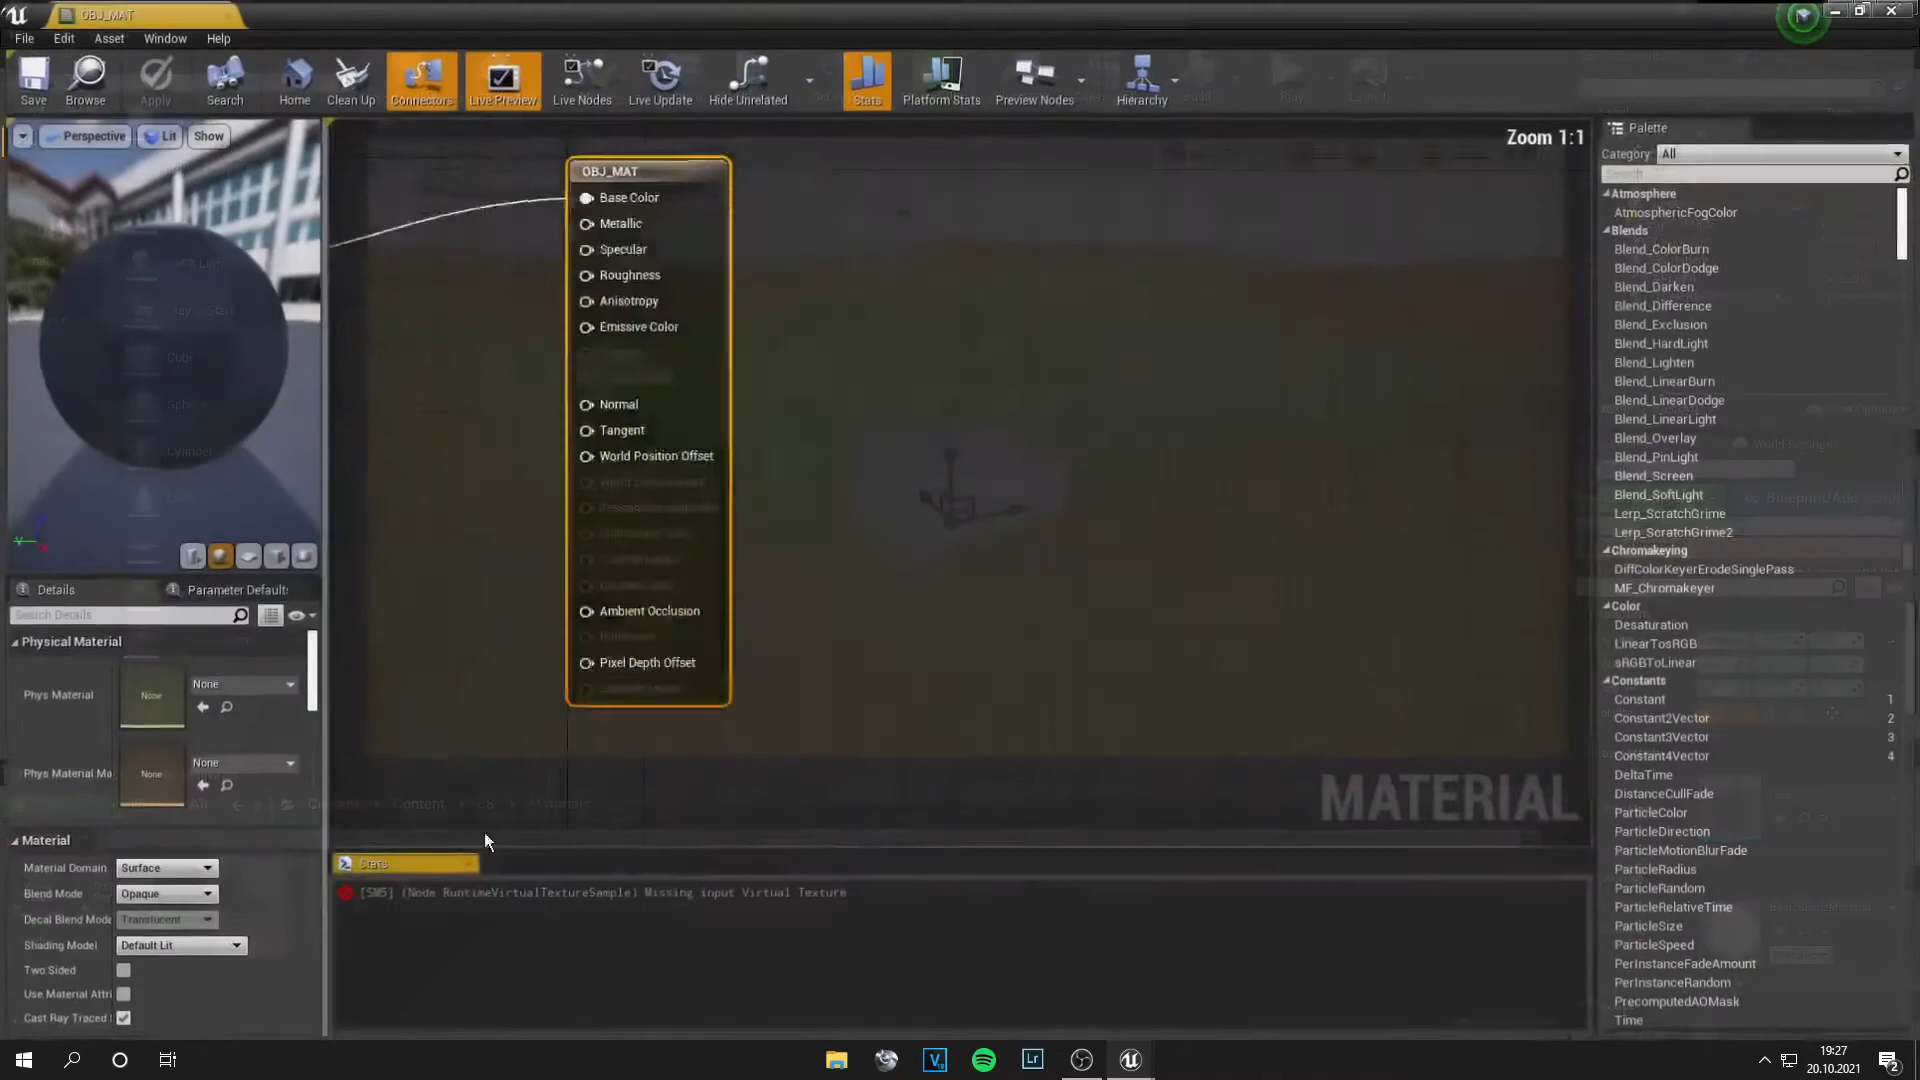 OBJ_MAT
File Edit Asset Window Help
Save Browse Apply Search Home Clean Up Connectors Live Preview Live Nodes Live Update Hide Unrelated Stats Platform Stats Preview Nodes Hierarchy
Perspective Lit Show
Zoom 1:1
OBJ_MAT
Base Color
Metallic
Specular
Roughness
Anisotropy
Emissive Color
Normal
Tangent
World Position Offset
Ambient Occlusion
Pixel Depth Offset
MATERIAL
Details Parameter Defaults
Search Details
Physical Material
Phys Material None None
Phys Material Ma None None
Material
Material Domain Surface
Blend Mode Opaque
Decal Blend Mode Translucent
Shading Model Default Lit
Two Sided
Use Material Attri
Cast Ray Traced
Stats
[SM5] (Node RuntimeVirtualTextureSample) Missing input Virtual Texture
Palette
Category: All
Search
Atmosphere
AtmosphericFogColor
Blends
Blend_ColorBurn
Blend_ColorDodge
Blend_Darken
Blend_Difference
Blend_Exclusion
Blend_HardLight
Blend_Lighten
Blend_LinearBurn
Blend_LinearDodge
Blend_LinearLight
Blend_Overlay
Blend_PinLight
Blend_Screen
Blend_SoftLight
Lerp_ScratchGrime
Lerp_ScratchGrime2
Chromakeying
DiffColorKeyerErodeSinglePass
MF_Chromakeyer
Color
Desaturation
LinearTosRGB
sRGBToLinear
Constants
Constant 1
Constant2Vector 2
Constant3Vector 3
Constant4Vector 4
DeltaTime
DistanceCullFade
ParticleColor
ParticleDirection
ParticleMotionBlurFade
ParticleRadius
ParticleRandom
ParticleRelativeTime
ParticleSize
ParticleSpeed
PerInstanceFadeAmount
PerInstanceRandom
PrecomputedAOMask
Time
Lr
19:27
20.10.2021
2